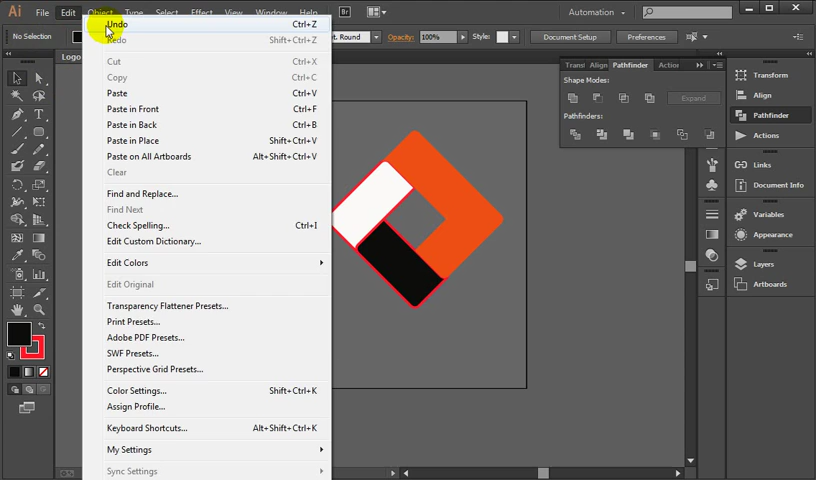 Ai File Edit Object Type Select Effect View Window Br Automation
No Selection t. Round Opacity: 100% Style: Document Setup Preferences
Logo
Undo Ctrl+Z
Redo Shift+Ctrl+Z
Cut Ctrl+X
Copy Ctrl+C
Paste Ctrl+V
Paste in Front Ctrl+F
Paste in Back Ctrl+B
Paste in Place Shift+Ctrl+V
Paste on All Artboards Alt+Shift+Ctrl+V
Clear
Find and Replace...
Find Next
Check Spelling... Ctrl+I
Edit Custom Dictionary...
Edit Colors
Edit Original
Transparency Flattener Presets...
Print Presets...
Adobe PDF Presets...
SWF Presets...
Perspective Grid Presets...
Color Settings... Shift+Ctrl+K
Assign Profile...
Keyboard Shortcuts... Alt+Shift+Ctrl+K
My Settings
Sync Settings
Trans Align Pathfinder Action
Shape Modes:
Expand
Pathfinders:
Transform
Align
Pathfinder
Actions
Links
Document Info
Variables
Appearance
Layers
Artboards